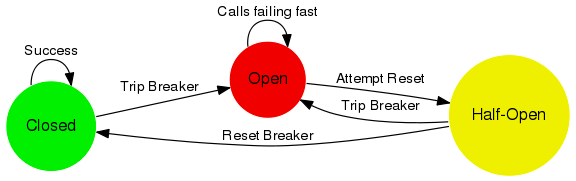 Calls failing fast
Success
Open
Attempt Reset
Trip Breaker
Trip Breaker
Half-Open
Closed
Reset Breaker